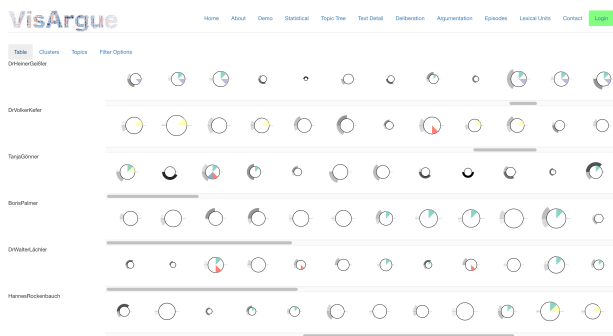 VisArgue
Home About Demo Statistical Topic Tree Text Detail Deliberation Argumentation Episodes Lexical Units Contact Login
Table Clusters Topics Filter Options
DrHeinerGeißler
DrVolkerKefer
TanjaGönner
BorisPalmer
DrWalterLächler
HannesRockenbauch